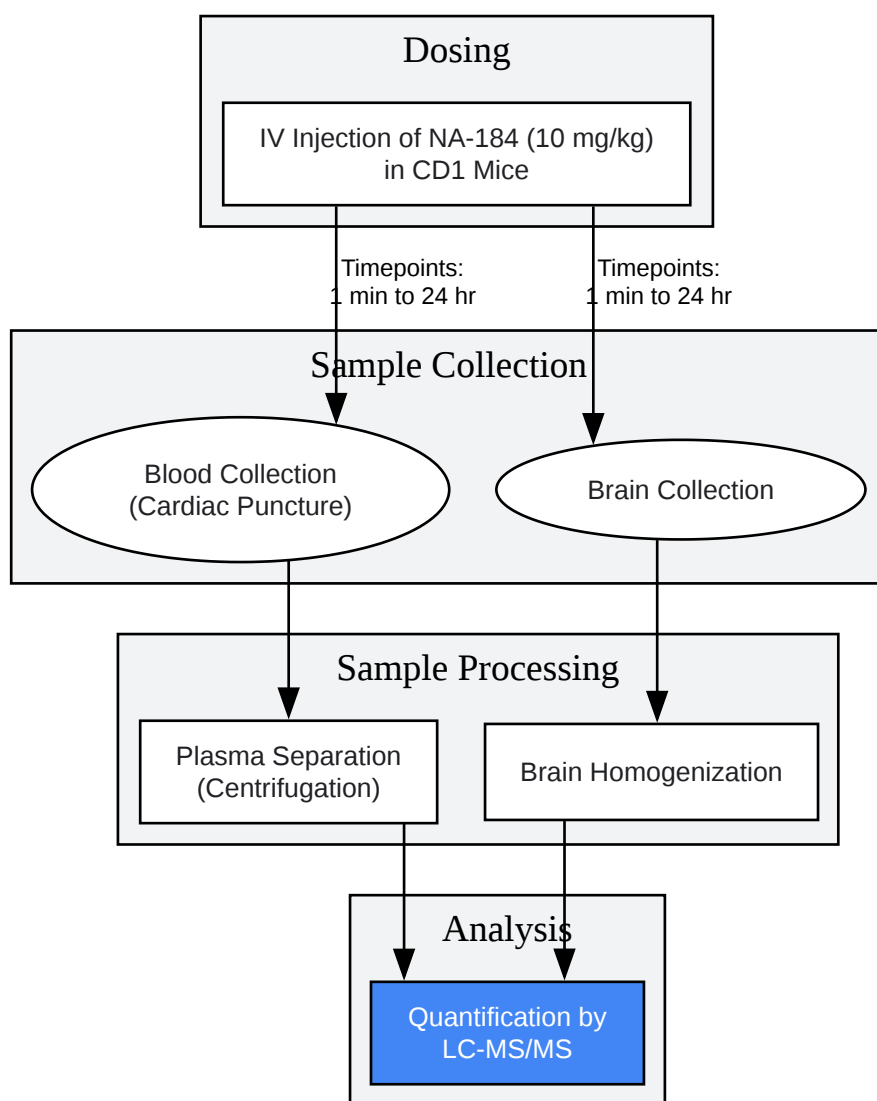 Dosing
IV Injection of NA-184 (10 mg/kg)
in CD1 Mice
Timepoints:
1 min to 24 hr
Timepoints:
1 min to 24 hr
Sample Collection
Blood Collection
(Cardiac Puncture)
Brain Collection
Sample Processing
Plasma Separation
(Centrifugation)
Brain Homogenization
Analysis
Quantification by
LC-MS/MS